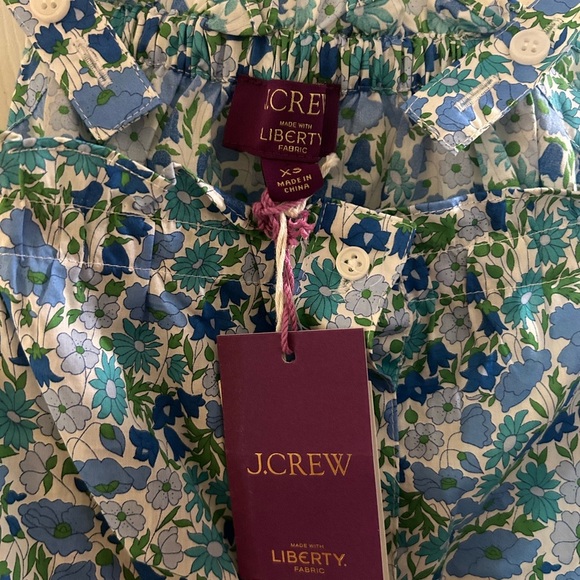 J.CREW
MADE WITH
LIBERTY
FABRIC
XS
MADE IN
CHINA
J.CREW
MADE WITH
LIBERTY.
FABRIC